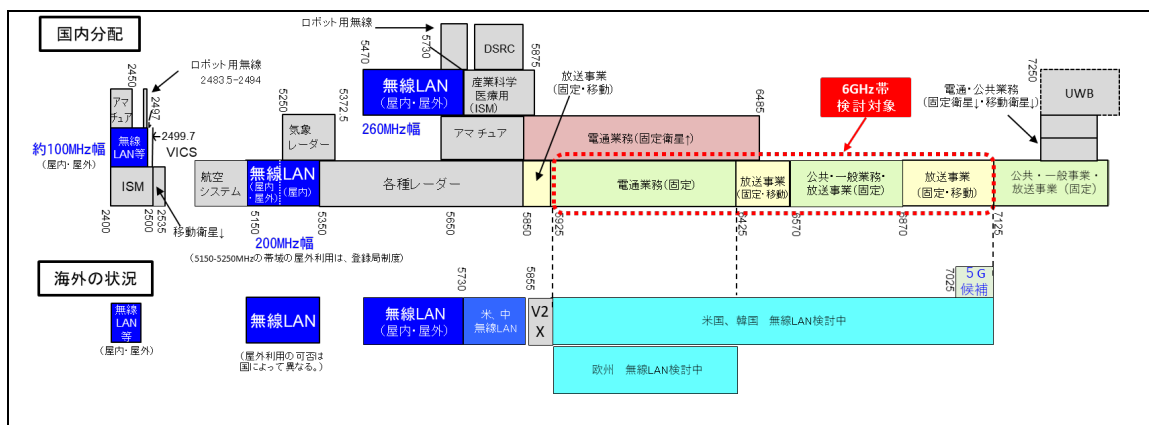 国内分配
2450
ロボット用無線
2483.5-2494
アマ
チュア
2497
2499.7
VICS
無線
LAN等
約100MHz幅
(屋内・屋外)
ISM
2400
2500
2535
移動衛星↓
5250
5372.5
気象
レーダー
航空
システム
無線LAN
(屋内
・屋外)
(屋内)
各種レーダー
5150
5350
200MHz幅
(5150-5250MHzの帯域の屋外利用は、登録局制度)
ロボット用無線
5470
5730
DSRC
5875
無線LAN
(屋内・屋外)
260MHz幅
産業科学
医療用
(ISM)
アマチュア
放送事業
(固定・移動)
6485
電通業務(固定衛星↑)
6GHz帯
検討対象
電通業務(固定)
放送事業
(固定・移動)
公共・一般業務・
放送事業(固定)
放送事業
(固定・移動)
電通・公共業務
(固定衛星↓・移動衛星↓)
7250
UWB
公共・一般事業・
放送事業(固定)
5650
5850
5925
6425
6570
6870
7125
海外の状況
無線
LAN
等
(屋内・屋外)
無線LAN
(屋外利用の可否は
国によって異なる。)
5730
5855
無線LAN
(屋内・屋外)
米, 中
無線LAN
V2
X
7025
5G
候補
米国、韓国 無線LAN検討中
欧州 無線LAN検討中